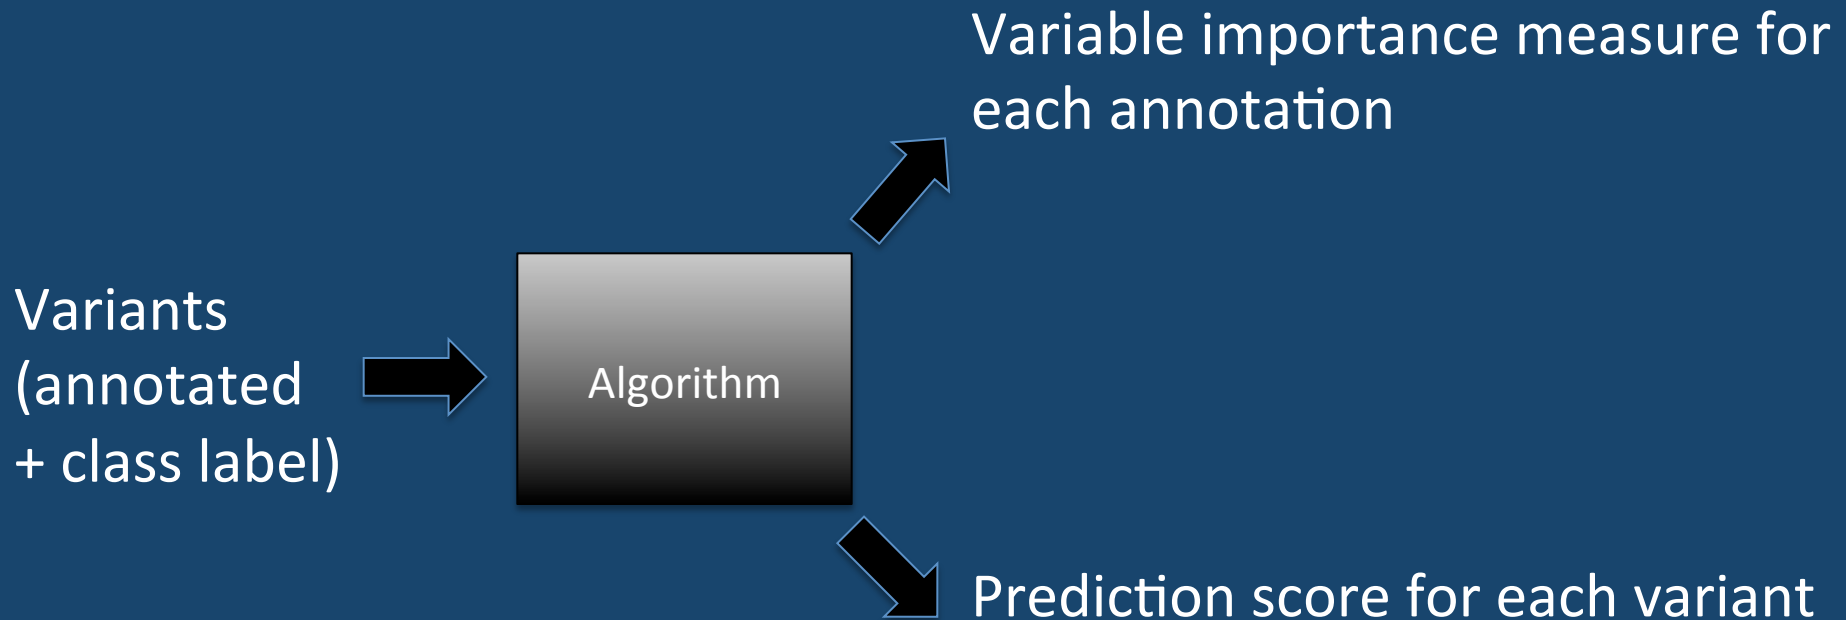 Variable importance measure for
each annotation
Variants
(annotated
+ class label)
Algorithm
Prediction score for each variant